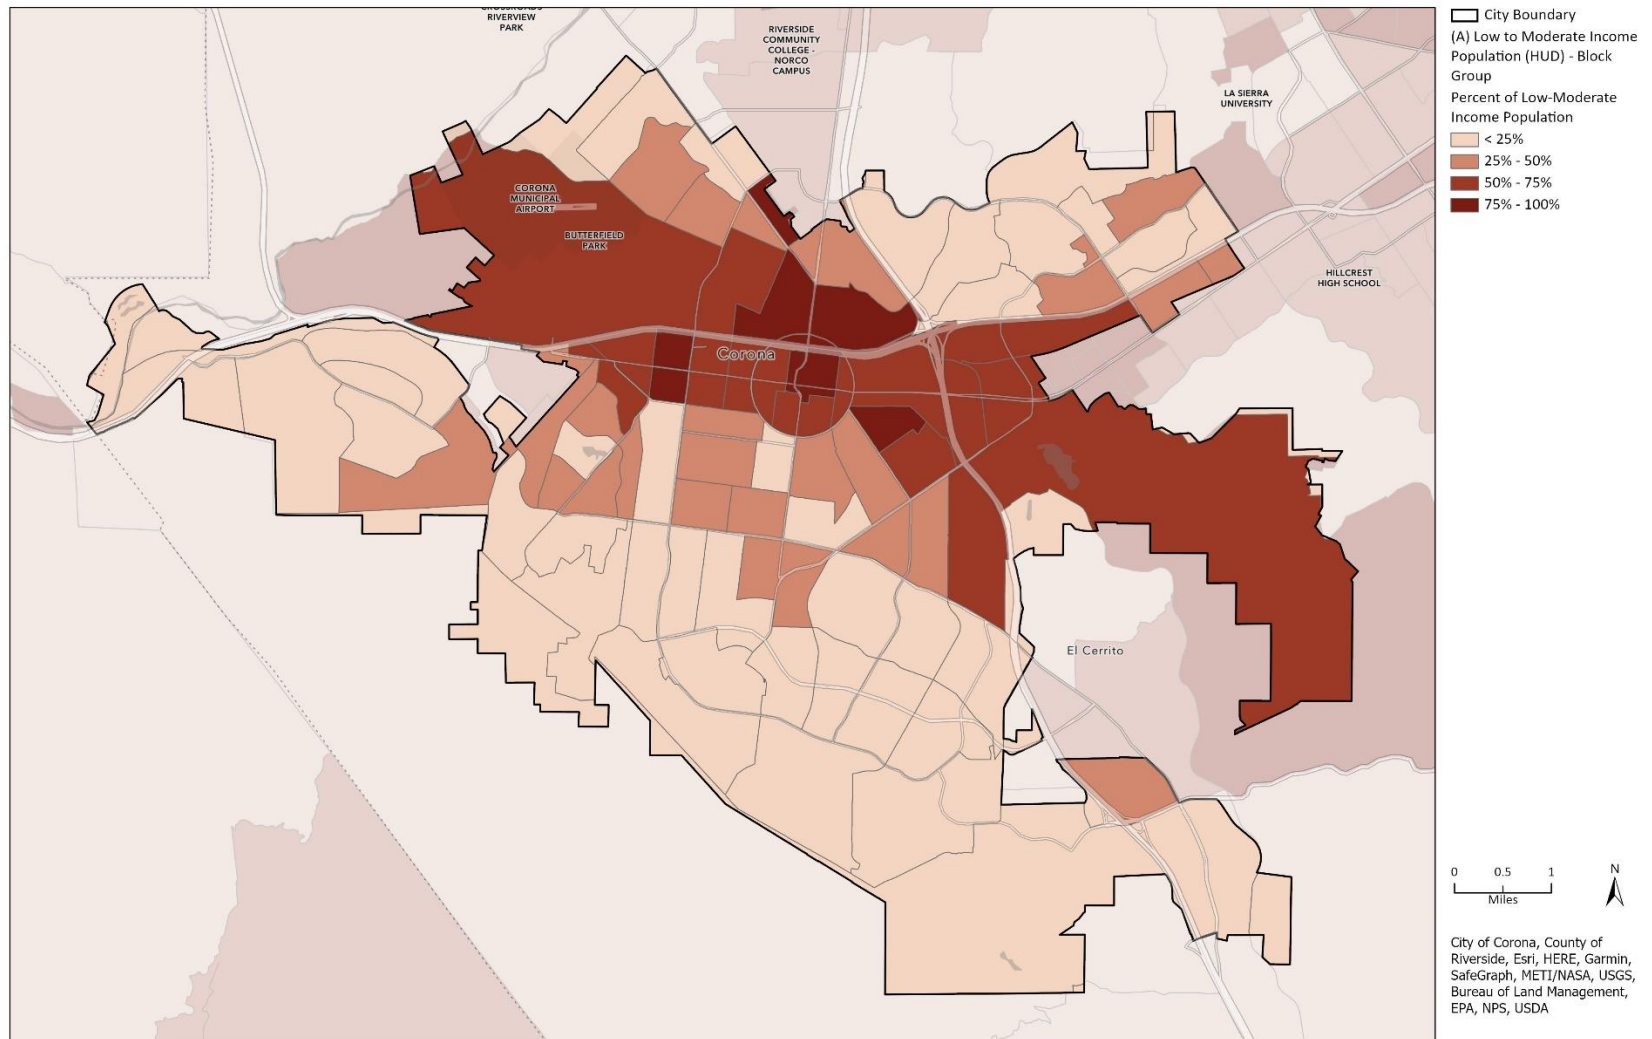 CROSSROADS
RIVERVIEW
PARK
RIVERSIDE
COMMUNITY
COLLEGE -
NORCO
CAMPUS
LA SIERRA
UNIVERSITY
CORONA
MUNICIPAL
AIRPORT
BUTTERFIELD
PARK
HILLCREST
HIGH SCHOOL
Corona
El Cerrito
City Boundary
(A) Low to Moderate Income
Population (HUD) - Block
Group
Percent of Low-Moderate
Income Population
< 25%
25% - 50%
50% - 75%
75% - 100%
0 0.5 1
Miles
N
City of Corona, County of
Riverside, Esri, HERE, Garmin,
SafeGraph, METI/NASA, USGS,
Bureau of Land Management,
EPA, NPS, USDA